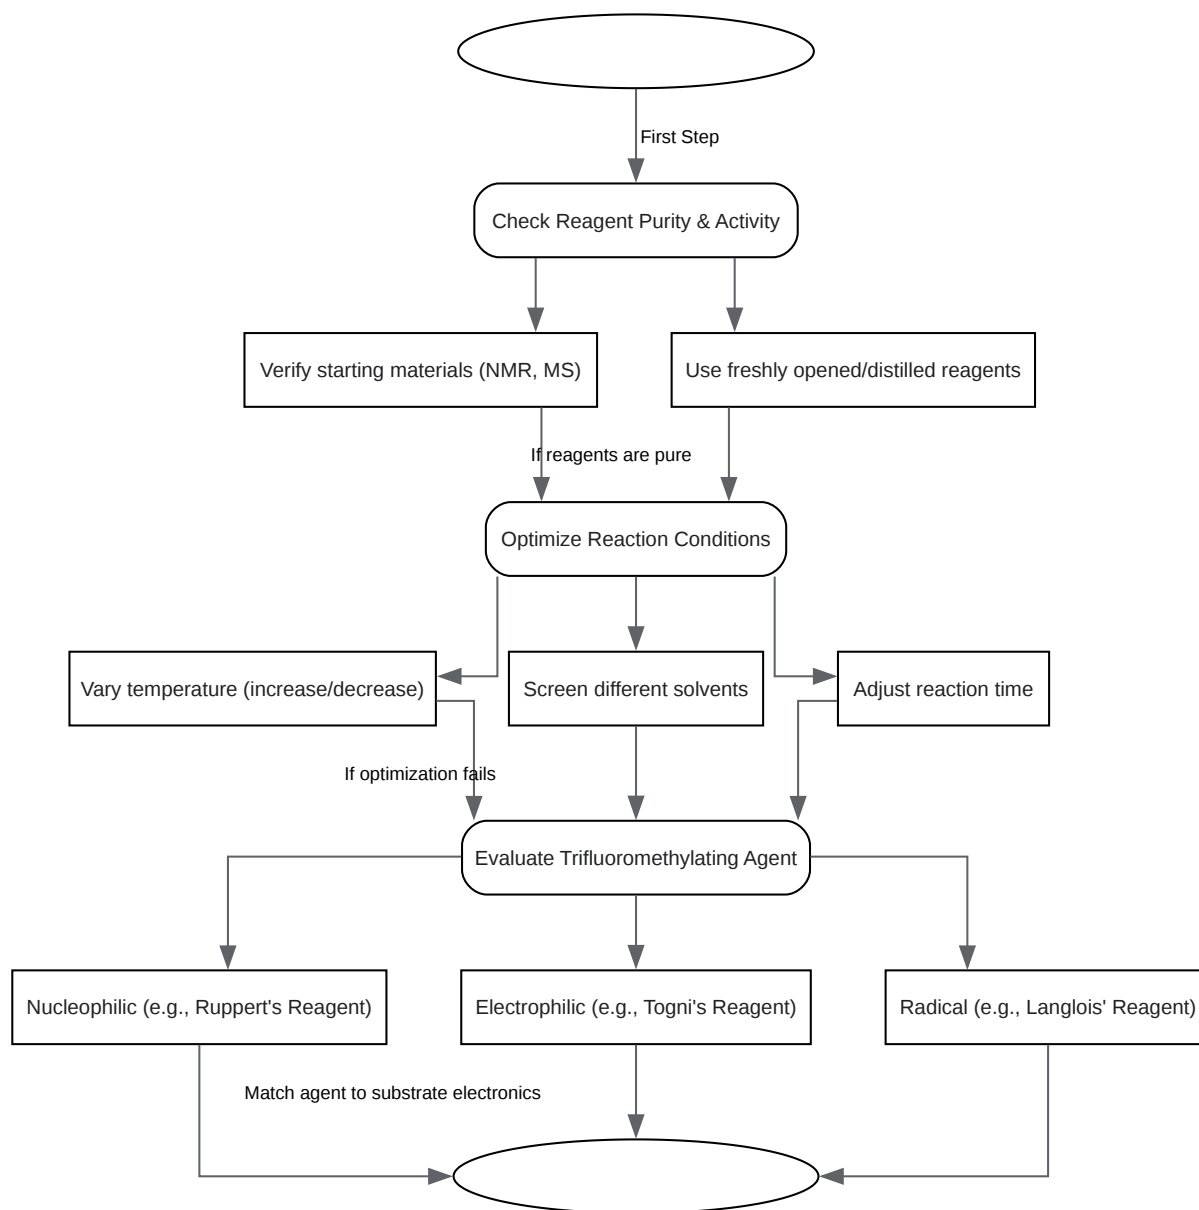 First Step
Check Reagent Purity & Activity
Verify starting materials (NMR, MS)
Use freshly opened/distilled reagents
If reagents are pure
Optimize Reaction Conditions
Vary temperature (increase/decrease)
Screen different solvents
Adjust reaction time
If optimization fails
Evaluate Trifluoromethylating Agent
Nucleophilic (e.g., Ruppert's Reagent)
Electrophilic (e.g., Togni's Reagent)
Radical (e.g., Langlois' Reagent)
Match agent to substrate electronics